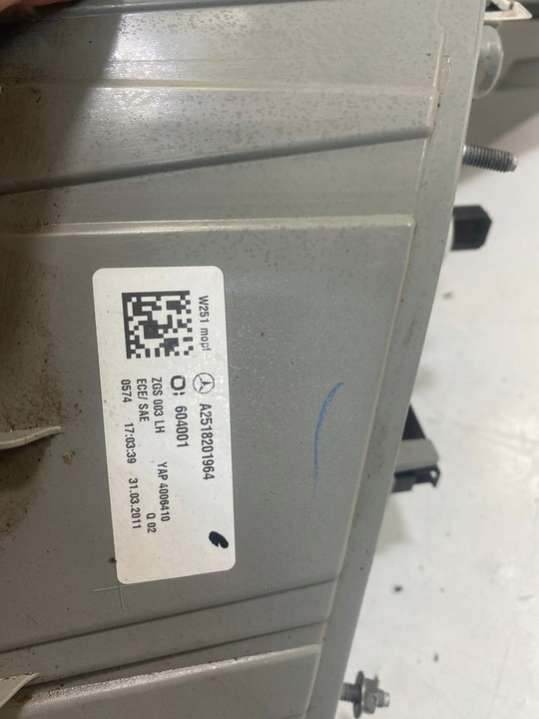 W251 mopf
A2518201964
O; 604001
ZGS 003 LH YAP 4006410
ECE/ SAE Q 02
0574 17:03:39 31.03.2011